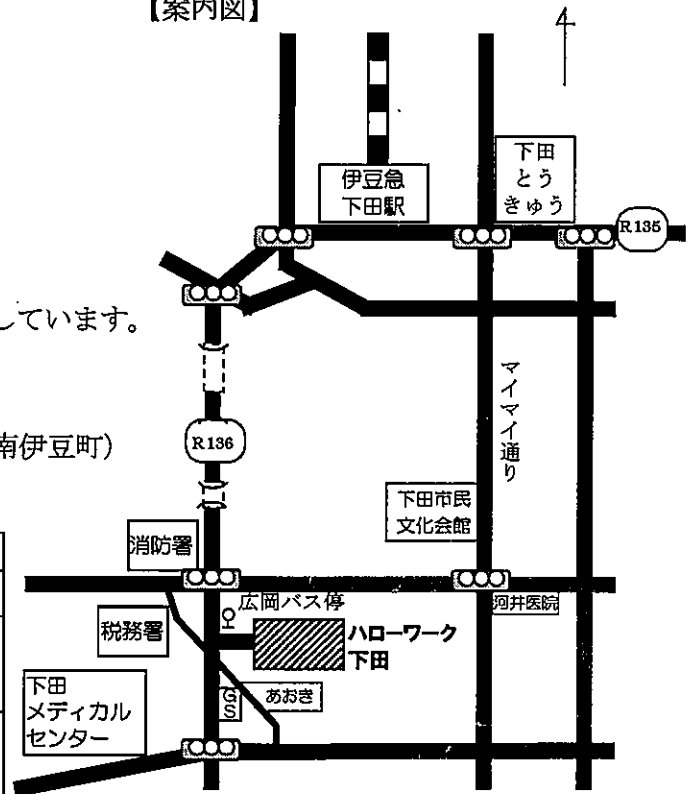 【案内図】
4
伊豆急
下田駅
下田
とう
きゅう
R135
しています。
マイマイ通り
南伊豆町）
R136
下田市民
文化会館
消防署
広岡バス停
河井医院
税務署
ハローワーク
下田
下田
メディカル
センター
GS
あおき